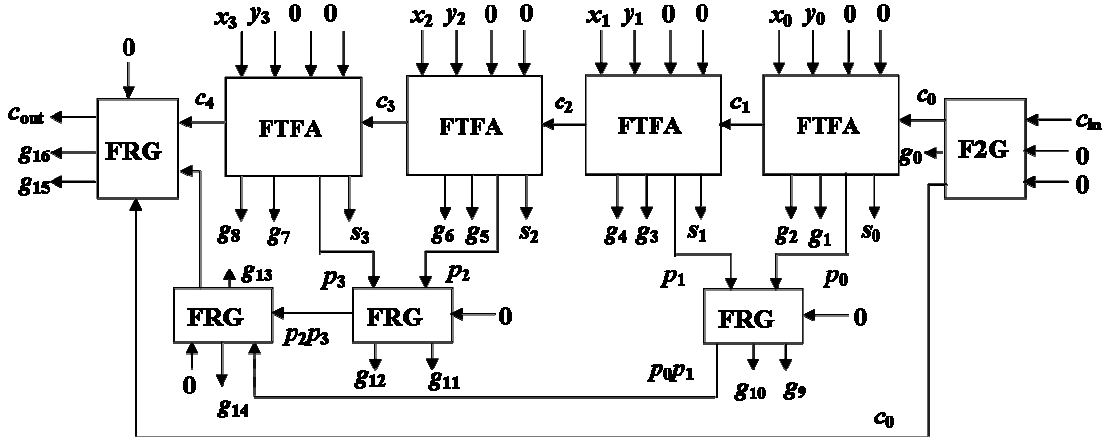 x3 y3 0 0 x2 y2 0 0 x1 y1 0 0 x0 y0 0 0
0
c4 c3 c2 c1 c0
cout FRG FTFA FTFA FTFA FTFA F2G cin
g16 g0 0
g15 0
g8 g7 s3 g6 g5 s2 g4 g3 s1 g2 g1 s0
g13 p3 p2 p1 p0
FRG FRG 0 FRG 0
p2p3
0 g14 g12 g11 p0p1 g10 g9
c0